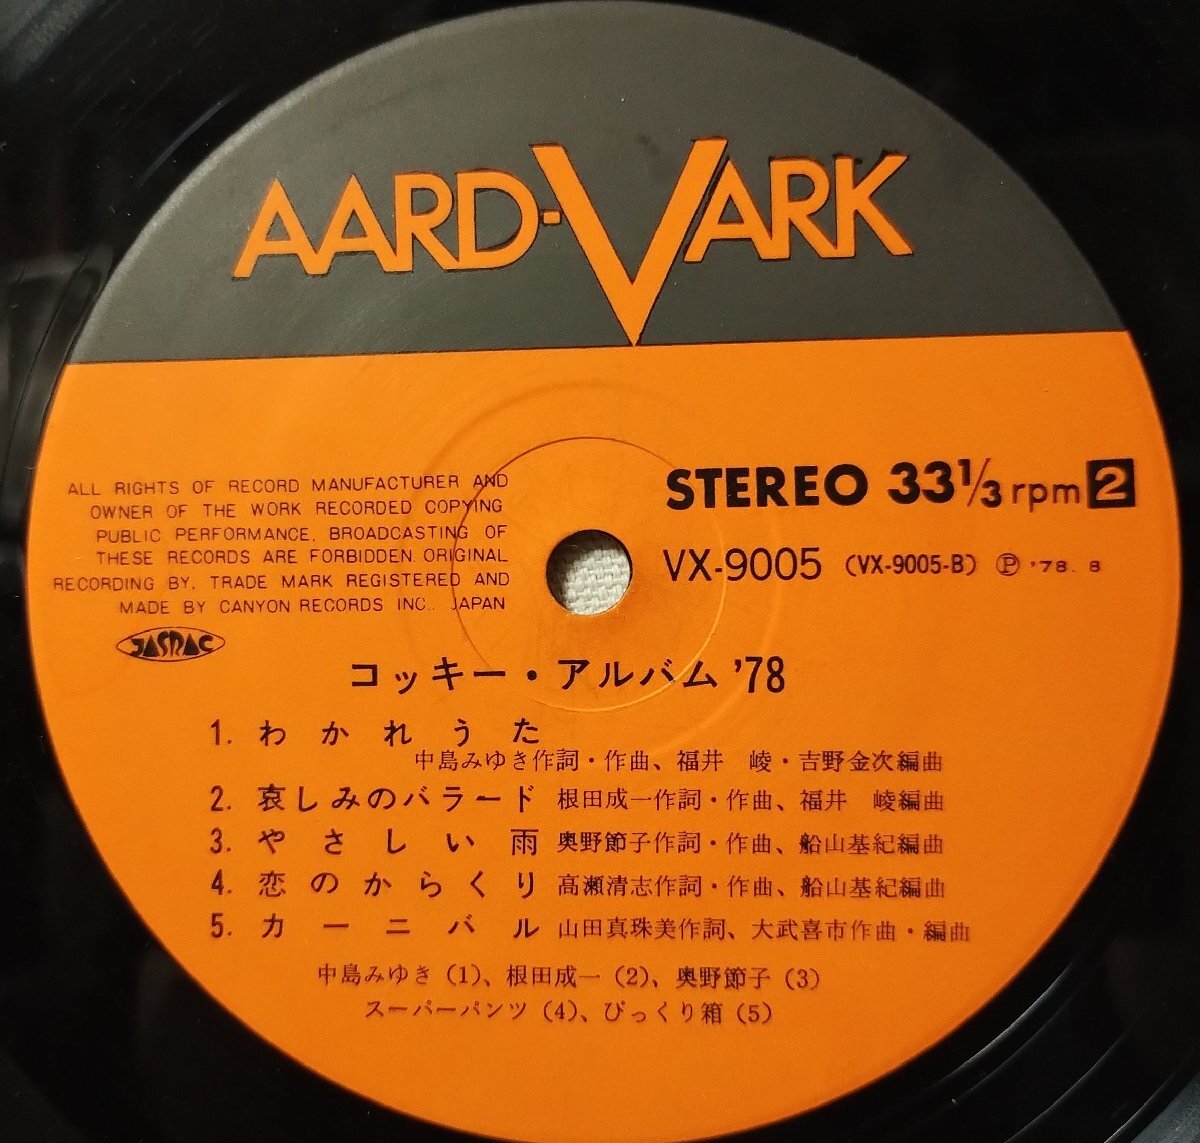 AARD-VARK
ALL RIGHTS OF RECORD MANUFACTURER AND
OWNER OF THE WORK RECORDED COPYING
PUBLIC PERFORMANCE, BROADCASTING OF
THESE RECORDS ARE FORBIDDEN. ORIGINAL
RECORDING BY, TRADE MARK REGISTERED AND
MADE BY CANYON RECORDS INC., JAPAN
JASRAC
STEREO 33 1/3 rpm 2
VX-9005 (VX-9005-B) Ⓟ '78. 8
コッキー・アルバム '78
1. わかれうた
中島みゆき作詞・作曲、福井 崚・吉野金次編曲
2. 哀しみのバラード 根田成一作詞・作曲、福井 崚編曲
3. やさしい雨 奥野節子作詞・作曲、船山基紀編曲
4. 恋のからくり 高瀬清志作詞・作曲、船山基紀編曲
5. カーニバル 山田真珠美作詞、大武喜市作曲・編曲
中島みゆき (1)、根田成一 (2)、奥野節子 (3)
スーパーパンツ (4)、びっくり箱 (5)